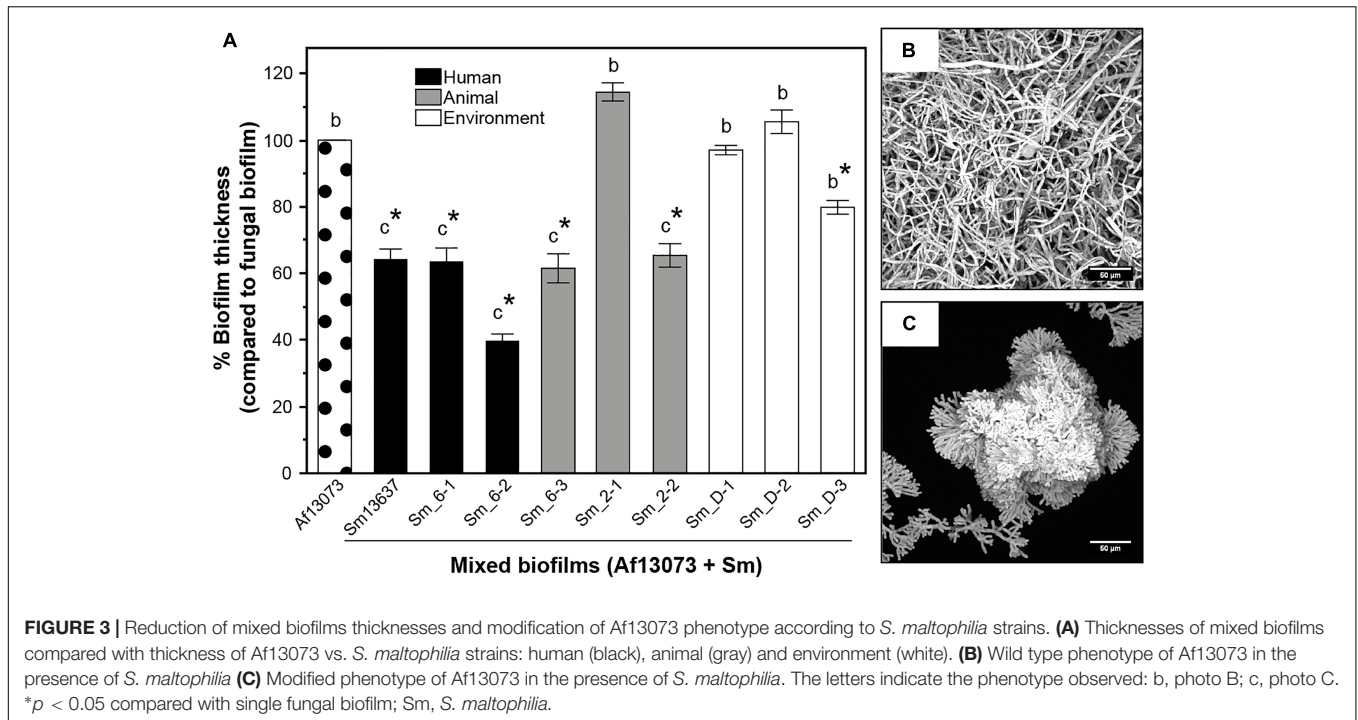 A
% Biofilm thickness
(compared to fungal biofilm)
120
100
80
60
40
20
0
Human
Animal
Environment
b
c*
c*
c*
c*
b
c*
b
b
b*
Af13073
Sm13637
Sm_6-1
Sm_6-2
Sm_6-3
Sm_2-1
Sm_2-2
Sm_D-1
Sm_D-2
Sm_D-3
Mixed biofilms (Af13073 + Sm)
B
50 µm
C
50 µm
FIGURE 3 | Reduction of mixed biofilms thicknesses and modification of Af13073 phenotype according to S. maltophilia strains. (A) Thicknesses of mixed biofilms
compared with thickness of Af13073 vs. S. maltophilia strains: human (black), animal (gray) and environment (white). (B) Wild type phenotype of Af13073 in the
presence of S. maltophilia (C) Modified phenotype of Af13073 in the presence of S. maltophilia. The letters indicate the phenotype observed: b, photo B; c, photo C.
*p < 0.05 compared with single fungal biofilm; Sm, S. maltophilia.